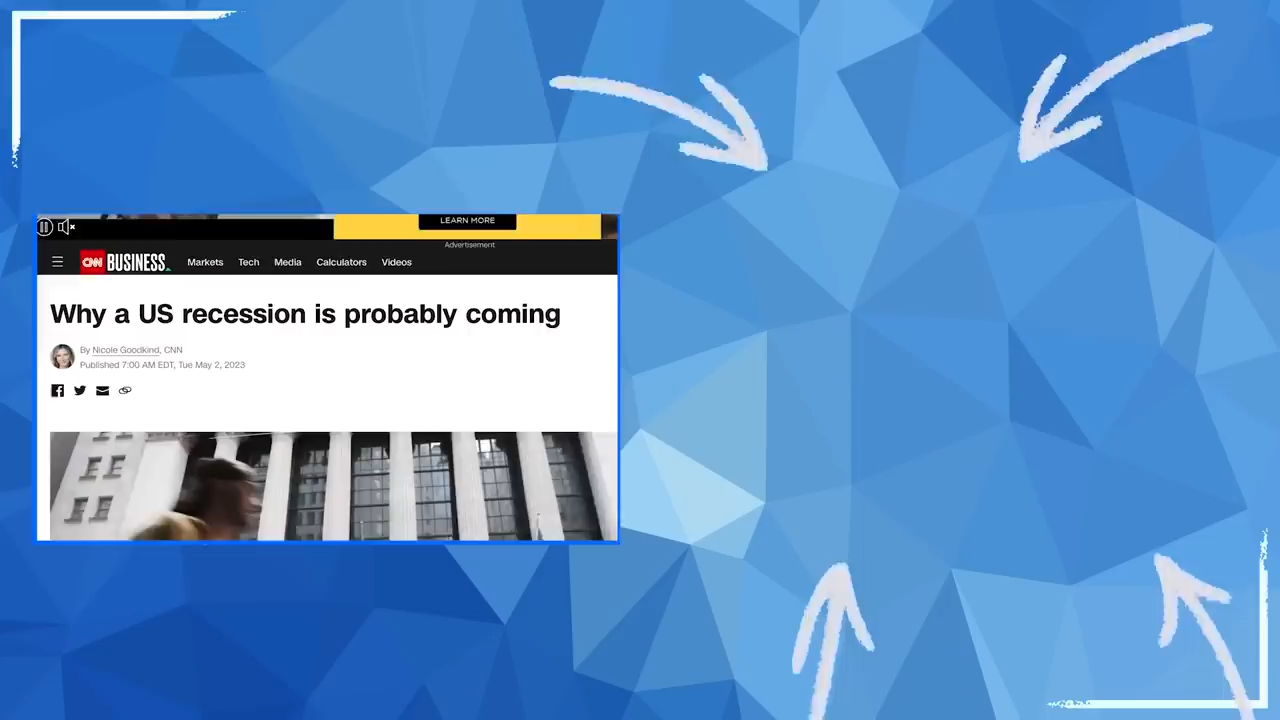 LEARN MORE
Advertisement
CNN BUSINESS Markets Tech Media Calculators Videos
Why a US recession is probably coming
By Nicole Goodkind, CNN
Published 7:00 AM EDT, Tue May 2, 2023